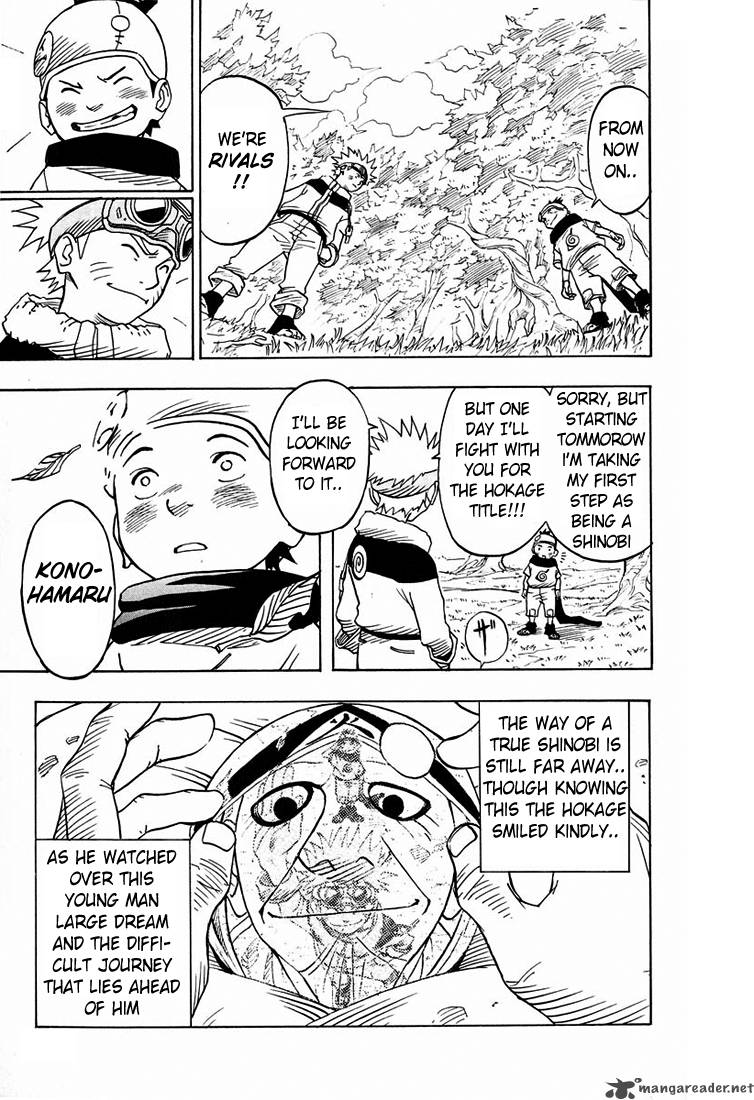 FROM
NOW
ON..
WE'RE
RIVALS
!!
SORRY, BUT
STARTING
TOMMOROW
I'M TAKING
MY FIRST
STEP AS
BEING A
SHINOBI
BUT ONE
DAY I'LL
FIGHT WITH
YOU FOR
THE HOKAGE
TITLE!!!
ザッ
I'LL BE
LOOKING
FORWARD
TO IT..
KONO-
HAMARU
THE WAY OF A
TRUE SHINOBI IS
STILL FAR AWAY..
THOUGH KNOWING
THIS THE HOKAGE
SMILED KINDLY..
火
AS HE WATCHED
OVER THIS
YOUNG MAN
LARGE DREAM
AND THE DIFFI-
CULT JOURNEY
THAT LIES AHEAD
OF HIM
mangareader.net